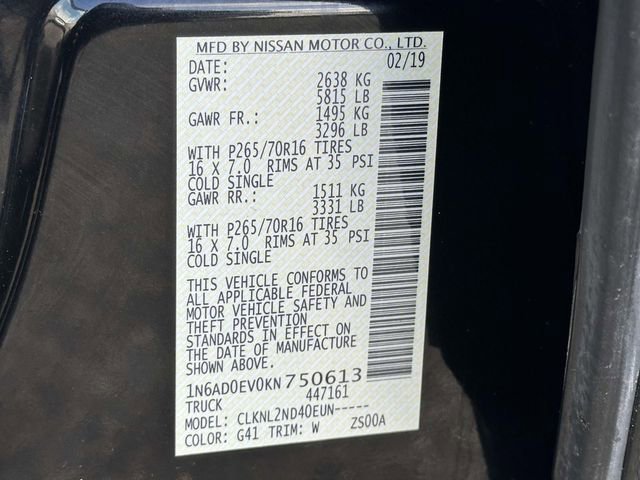 MFD BY NISSAN MOTOR CO., LTD.
DATE: 02/19
GVWR: 2638 KG
5815 LB
GAWR FR.: 1495 KG
3296 LB
WITH P265/70R16 TIRES
16 X 7.0 RIMS AT 35 PSI
COLD SINGLE
GAWR RR.: 1511 KG
3331 LB
WITH P265/70R16 TIRES
16 X 7.0 RIMS AT 35 PSI
COLD SINGLE
THIS VEHICLE CONFORMS TO
ALL APPLICABLE FEDERAL
MOTOR VEHICLE SAFETY AND
THEFT PREVENTION
STANDARDS IN EFFECT ON
THE DATE OF MANUFACTURE
SHOWN ABOVE.
1N6AD0EV0KN750613
TRUCK 447161
MODEL: CLKNL2ND40EUN-----
COLOR: G41 TRIM: W ZS00A